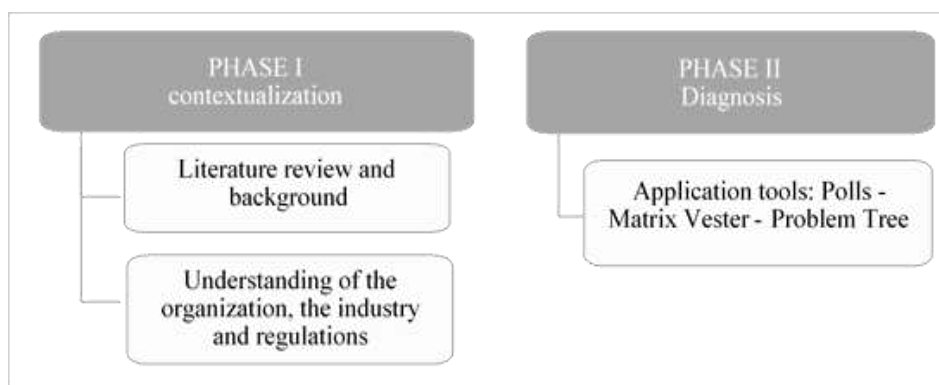 PHASE I
contextualization
Literature review and
background
Understanding of the
organization, the industry
and regulations
PHASE II
Diagnosis
Application tools: Polls -
Matrix Vester - Problem Tree